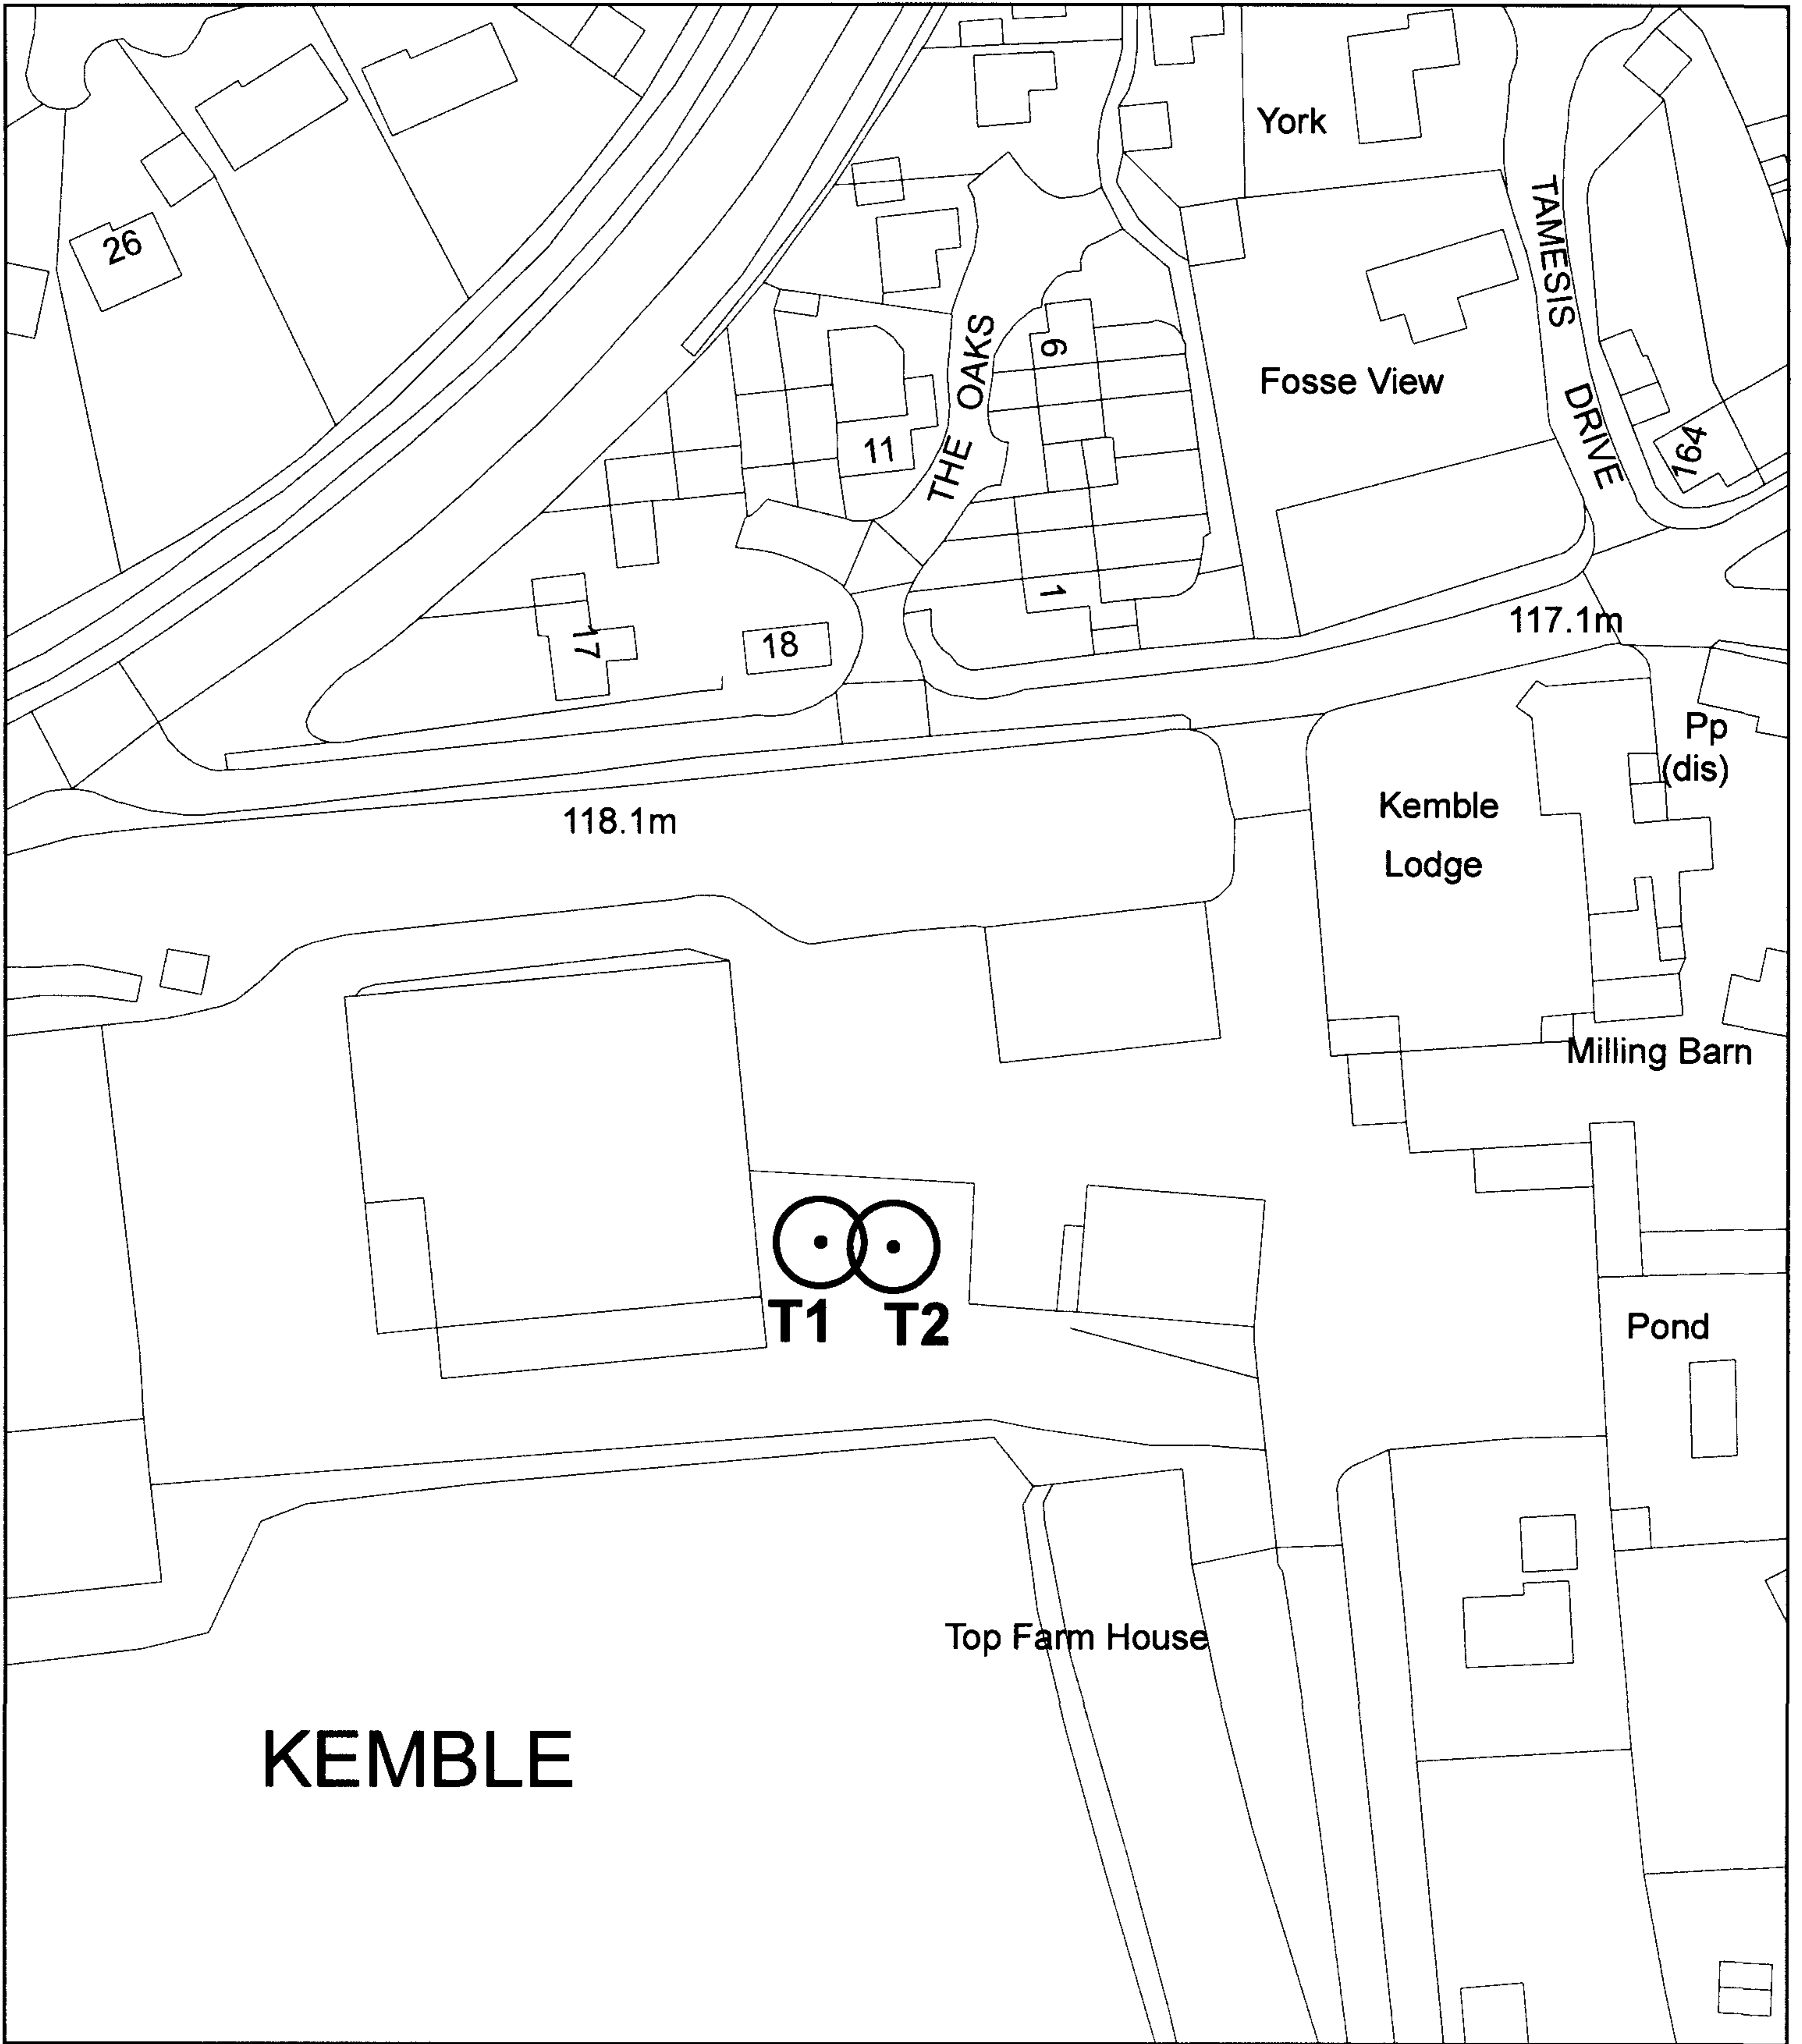 York
TAMESIS DRIVE
26
THE OAKS
6
Fosse View
11
164
1
117.1m
17
18
Pp
(dis)
118.1m
Kemble
Lodge
Milling Barn
T1
T2
Pond
Top Farm House
KEMBLE